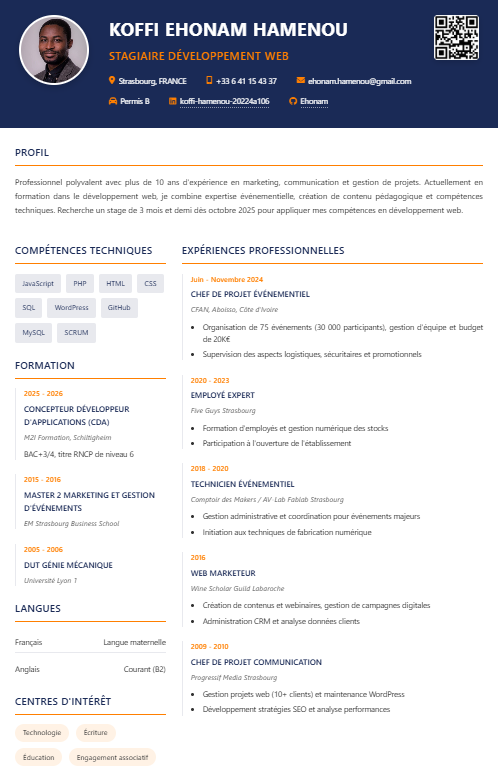 KOFFI EHONAM HAMENOU
STAGIAIRE DÉVELOPPEMENT WEB
Strasbourg, FRANCE +33 6 41 15 43 37 ehonam.hamenou@gmail.com
Permis B koffi-hamenou-20224a106 Ehonam
PROFIL
Professionnel polyvalent avec plus de 10 ans d'expérience en marketing, communication et gestion de projets. Actuellement en
formation dans le développement web, je combine expertise événementielle, création de contenu pédagogique et compétences
techniques. Recherche un stage de 3 mois et demi dès octobre 2025 pour appliquer mes compétences en développement web.
COMPÉTENCES TECHNIQUES
JavaScript PHP HTML CSS
SQL WordPress GitHub
MySQL SCRUM
FORMATION
2025 - 2026
CONCEPTEUR DÉVELOPPEUR
D'APPLICATIONS (CDA)
M2I Formation, Schiltigheim
BAC+3/4, titre RNCP de niveau 6
2015 - 2016
MASTER 2 MARKETING ET GESTION
D'ÉVÉNEMENTS
EM Strasbourg Business School
2005 - 2006
DUT GÉNIE MÉCANIQUE
Université Lyon 1
LANGUES
Français Langue maternelle
Anglais Courant (B2)
CENTRES D'INTÉRÊT
Technologie Écriture
Éducation Engagement associatif
EXPÉRIENCES PROFESSIONNELLES
Juin - Novembre 2024
CHEF DE PROJET ÉVÉNEMENTIEL
CFAN, Aboisso, Côte d'Ivoire
• Organisation de 75 événements (30 000 participants), gestion d'équipe et budget
de 20K€
• Supervision des aspects logistiques, sécuritaires et promotionnels
2020 - 2023
EMPLOYÉ EXPERT
Five Guys Strasbourg
• Formation d'employés et gestion numérique des stocks
• Participation à l'ouverture de l'établissement
2018 - 2020
TECHNICIEN ÉVÉNEMENTIEL
Comptoir des Makers / AV-Lab Fablab Strasbourg
• Gestion administrative et coordination pour événements majeurs
• Initiation aux techniques de fabrication numérique
2016
WEB MARKETEUR
Wine Scholar Guild Labaroche
• Création de contenus et webinaires, gestion de campagnes digitales
• Administration CRM et analyse données clients
2009 - 2010
CHEF DE PROJET COMMUNICATION
Progressif Media Strasbourg
• Gestion projets web (10+ clients) et maintenance WordPress
• Développement stratégies SEO et analyse performances